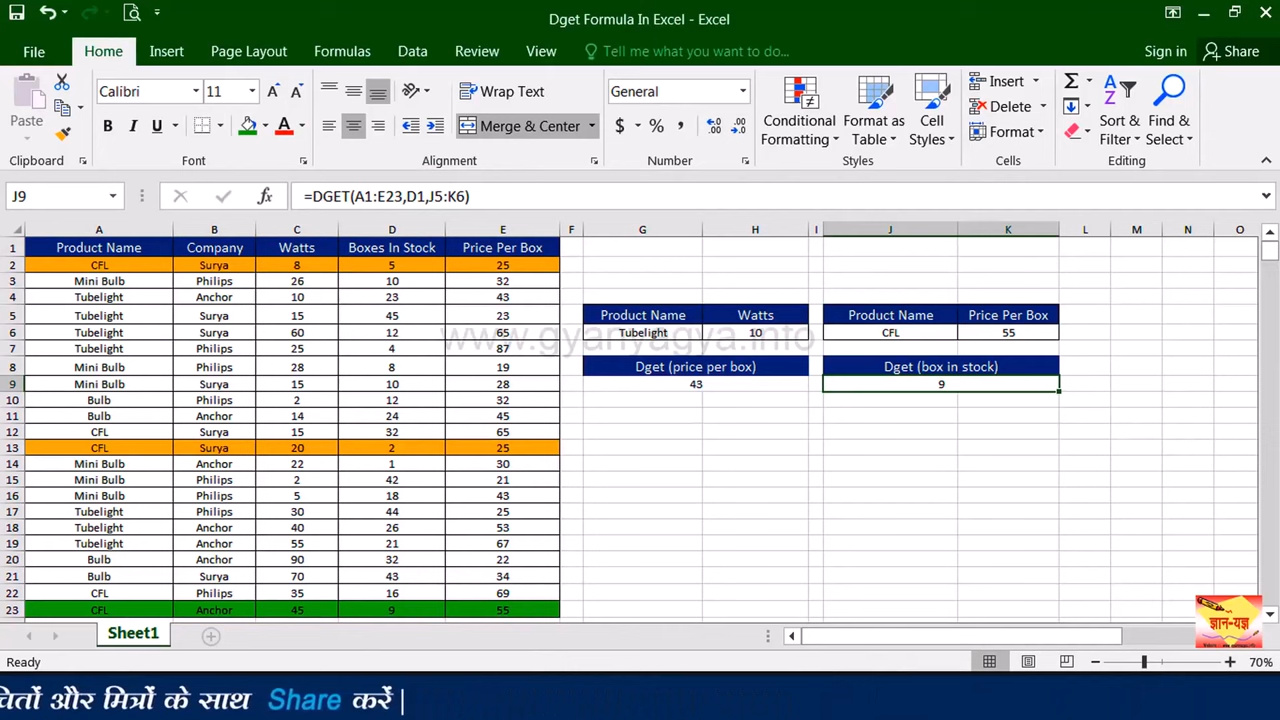 Dget Formula In Excel - Excel
File Home Insert Page Layout Formulas Data Review View Tell me what you want to do... Sign in Share
Paste
Calibri 11
B I U
Wrap Text
Merge & Center
General
$ % ,
Conditional Formatting
Format as Table
Cell Styles
Insert
Delete
Format
Sort & Filter
Find & Select
Clipboard Font Alignment Number Styles Cells Editing
J9 fx =DGET(A1:E23,D1,J5:K6)
A B C D E F G H I J K L M N O
1 Product Name Company Watts Boxes In Stock Price Per Box
2 CFL Surya 8 5 25
3 Mini Bulb Philips 26 10 32
4 Tubelight Anchor 10 23 43
5 Tubelight Surya 15 45 23 Product Name Watts Product Name Price Per Box
6 Tubelight Surya 60 12 65 Tubelight 10 CFL 55
www.gyanyagya.info
7 Tubelight Philips 25 4 87
8 Mini Bulb Philips 28 8 19 Dget (price per box) Dget (box in stock)
9 Mini Bulb Surya 15 10 28 43 9
10 Bulb Philips 2 12 32
11 Bulb Anchor 14 24 45
12 CFL Surya 15 32 65
13 CFL Surya 20 2 25
14 Mini Bulb Anchor 22 1 30
15 Mini Bulb Philips 2 42 21
16 Mini Bulb Philips 5 18 43
17 Tubelight Philips 30 44 25
18 Tubelight Anchor 40 26 53
19 Tubelight Anchor 55 21 67
20 Bulb Anchor 90 32 22
21 Bulb Surya 70 43 34
22 CFL Philips 35 16 69
23 CFL Anchor 45 9 55
ज्ञान-यज्ञ
Sheet1
Ready 70%
चितों और मित्रों के साथ Share करें |